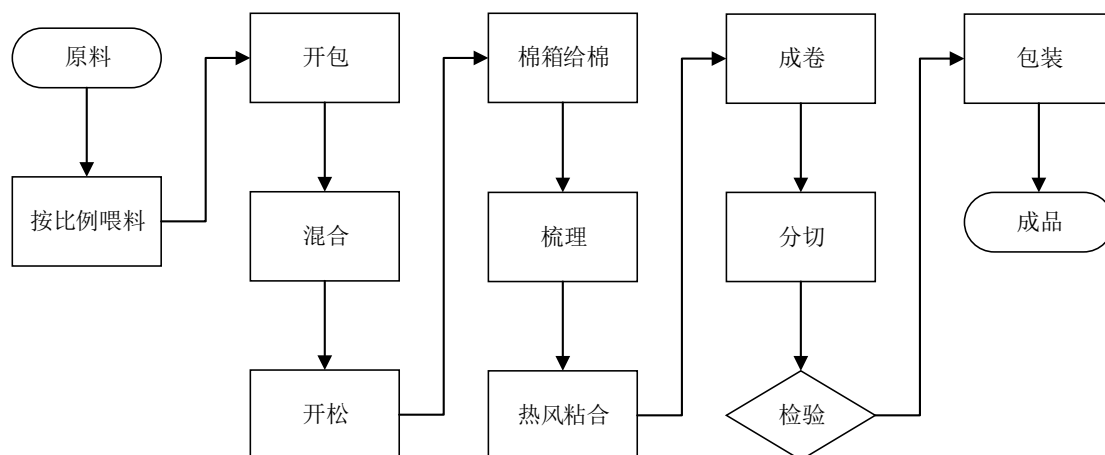 原料
按比例喂料
开包
混合
开松
棉箱给棉
梳理
热风粘合
成卷
分切
检验
包装
成品